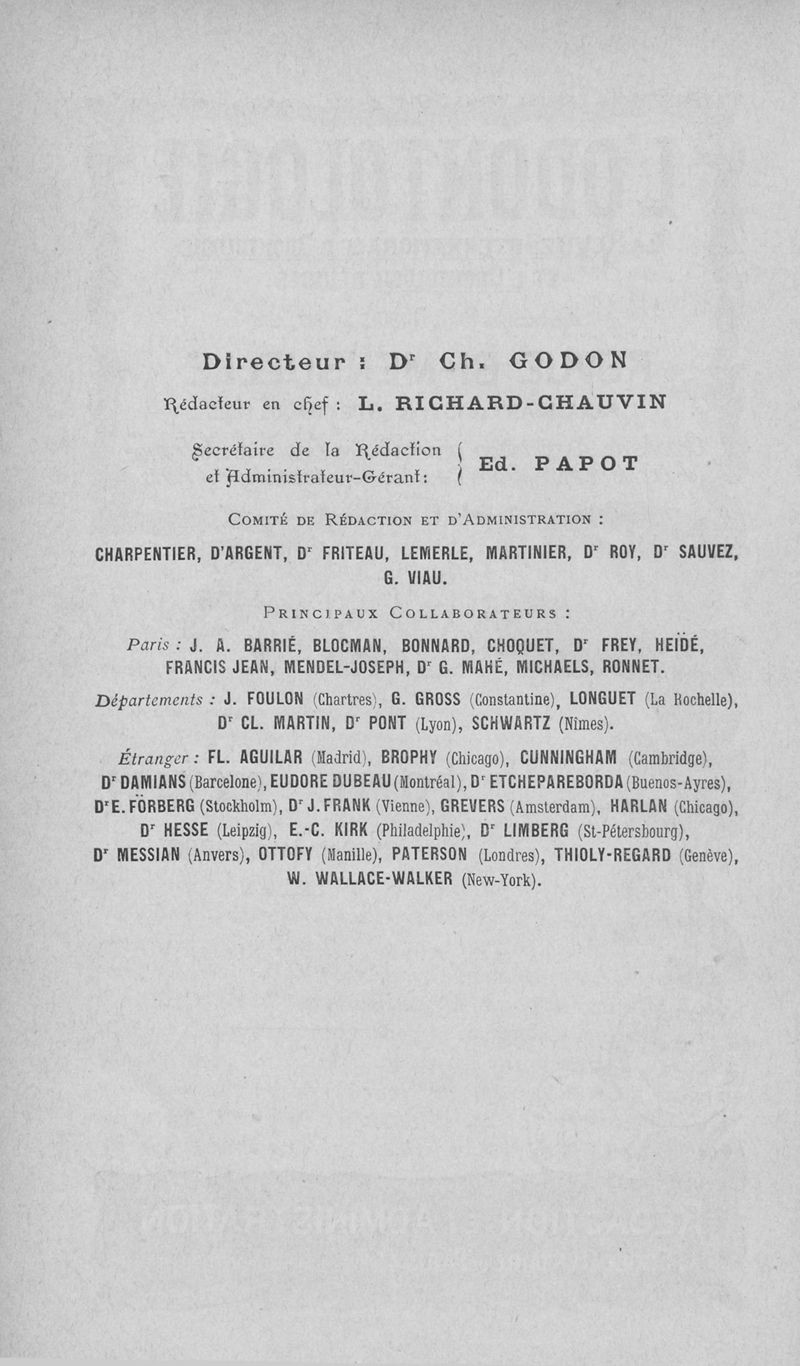 Directeur : Dr Ch. GODON
Rédacteur en chef : L. RICHARD-CHAUVIN
Secrétaire de la Rédaction
et Administrateur-Gérant : Ed. PAPOT
COMITÉ DE RÉDACTION ET D'ADMINISTRATION :
CHARPENTIER, D'ARGENT, Dr FRITEAU, LEMERLE, MARTINIER, Dr ROY, Dr SAUVEZ,
G. VIAU.
PRINCIPAUX COLLABORATEURS :
Paris : J. A. BARRIÉ, BLOCMAN, BONNARD, CHOQUET, Dr FREY, HEÏDÉ,
FRANCIS JEAN, MENDEL-JOSEPH, Dr G. MAHÉ, MICHAELS, RONNET.
Départements : J. FOULON (Chartres), G. GROSS (Constantine), LONGUET (La Rochelle),
Dr CL. MARTIN, Dr PONT (Lyon), SCHWARTZ (Nîmes).
Étranger : FL. AGUILAR (Madrid), BROPHY (Chicago), CUNNINGHAM (Cambridge),
Dr DAMIANS (Barcelone), EUDORE DUBEAU (Montréal), Dr ETCHEPAREBORDA (Buenos-Ayres),
Dr E. FÖRBERG (Stockholm), Dr J. FRANK (Vienne), GREVERS (Amsterdam), HARLAN (Chicago),
Dr HESSE (Leipzig), E.-C. KIRK (Philadelphie), Dr LIMBERG (St-Pétersbourg),
Dr MESSIAN (Anvers), OTTOFY (Manille), PATERSON (Londres), THIOLY-REGARD (Genève),
W. WALLACE-WALKER (New-York).